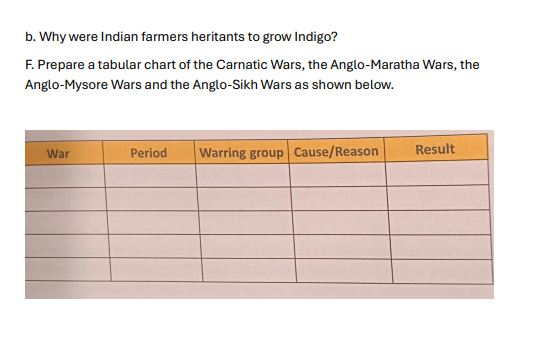 b. Why were Indian farmers heritants to grow Indigo?
F. Prepare a tabular chart of the Carnatic Wars, the Anglo-Maratha Wars, the
Anglo-Mysore Wars and the Anglo-Sikh Wars as shown below.
War Period Warring group Cause/Reason Result